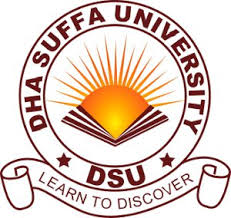 DHA SUFFA UNIVERSITY
DSU
LEARN TO DISCOVER